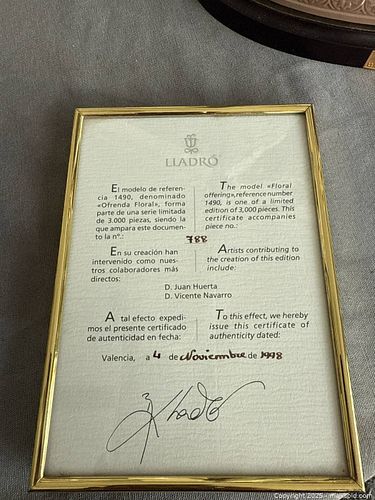 LLADRÓ
El modelo de referen-
cia 1490, denominado
«Ofrenda Floral», forma
parte de una serie limitada
de 3.000 piezas, siendo la
que ampara este documen-
to la nº.:
The model «Floral
offering», reference number
1490, is one of a limited
edition of 3,000 pieces. This
certificate accompanies
piece no.:
788
En su creación han
intervenido como nues-
tros colaboradores más
directos:
Artists contributing to
the creation of this edition
include:
D. Juan Huerta
D. Vicente Navarro
A tal efecto expedi-
mos el presente certificado
de autenticidad en fecha:
To this effect, we hereby
issue this certificate of
authenticity dated:
Valencia, a 4 de Noviembre de 1998
Lladró
Copyright 2025